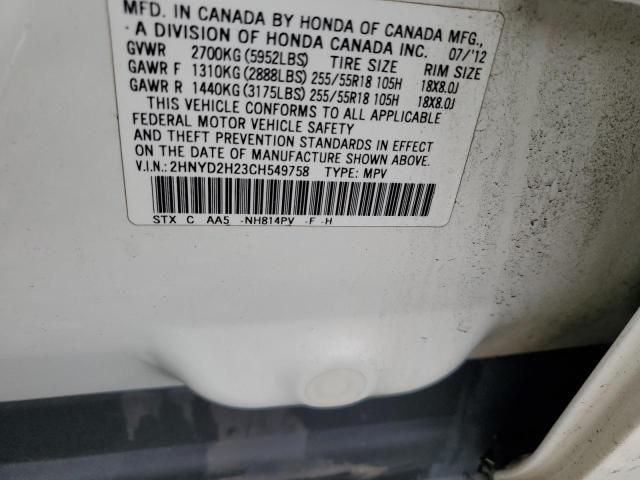 MFD. IN CANADA BY HONDA OF CANADA MFG.,
A DIVISION OF HONDA CANADA INC. 07/'12
GVWR 2700KG (5952LBS) TIRE SIZE RIM SIZE
GAWR F 1310KG (2888LBS) 255/55R18 105H 18X8.0J
GAWR R 1440KG (3175LBS) 255/55R18 105H 18X8.0J
THIS VEHICLE CONFORMS TO ALL APPLICABLE
FEDERAL MOTOR VEHICLE SAFETY
AND THEFT PREVENTION STANDARDS IN EFFECT
ON THE DATE OF MANUFACTURE SHOWN ABOVE.
V.I.N.: 2HNYD2H23CH549758 TYPE: MPV
STX C AA5 -NH814PV -F -H